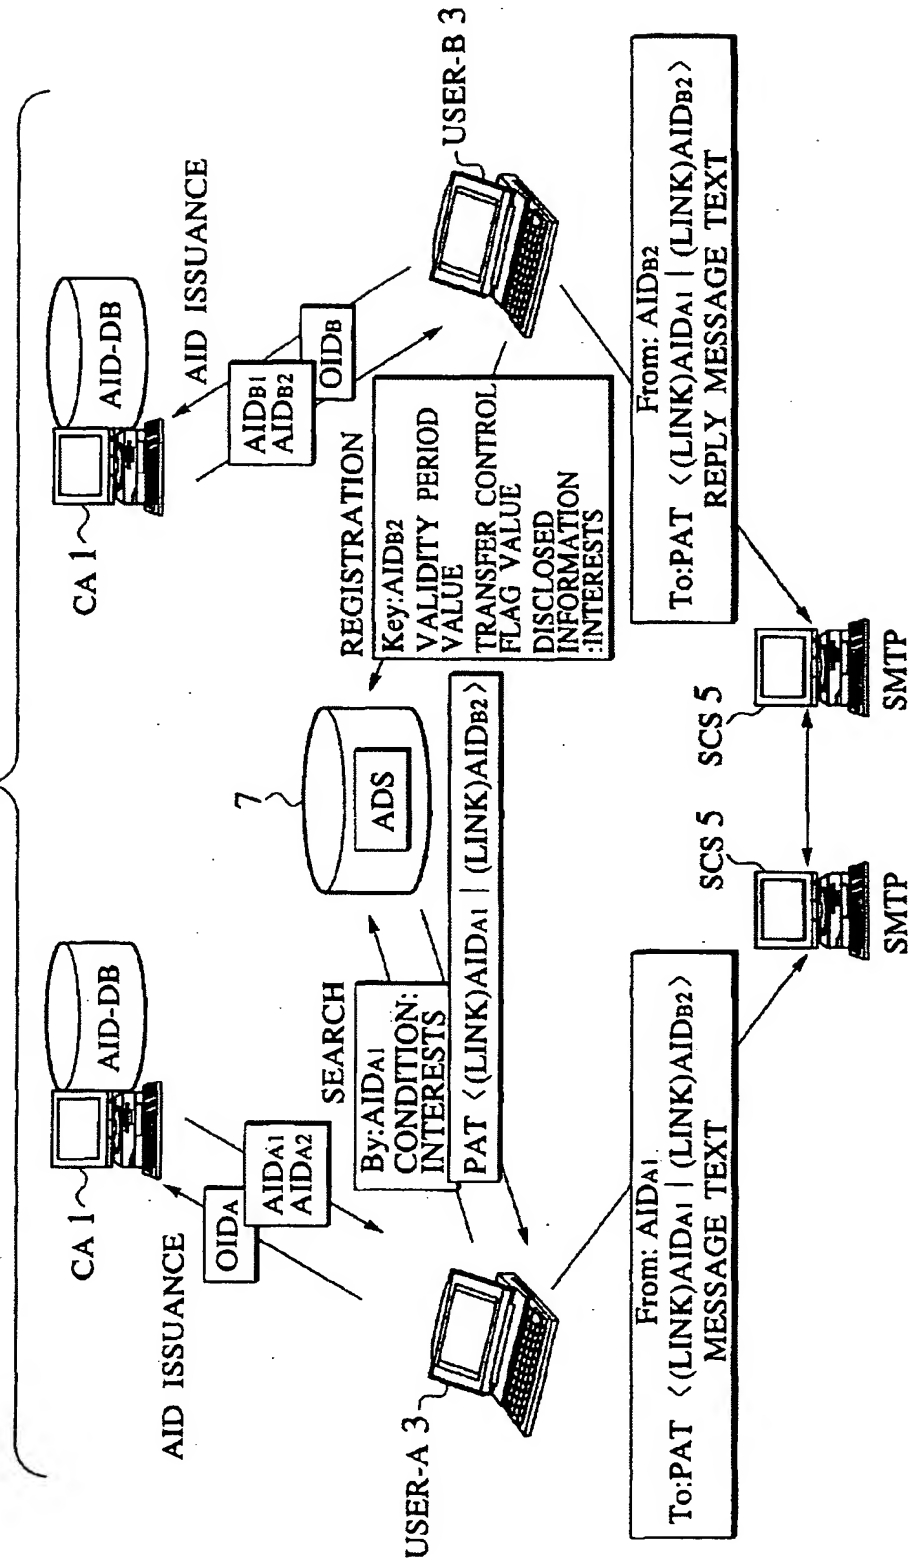 CA 1
AID-DB
AID ISSUANCE
OIDA
AIDA1
AIDA2
USER-A 3
SEARCH
By:AIDA1
CONDITION:
INTERESTS
PAT <(LINK)AIDA1 | (LINK)AIDB2>
7
ADS
CA 1
AID-DB
AID ISSUANCE
AIDB1
AIDB2
OIDB
USER-B 3
REGISTRATION
Key:AIDB2
VALIDITY PERIOD
VALUE
TRANSFER CONTROL
FLAG VALUE
DISCLOSED
INFORMATION
:INTERESTS
From: AIDA1
To:PAT <(LINK)AIDA1 | (LINK)AIDB2>
MESSAGE TEXT
SCS 5
SMTP
SCS 5
SMTP
From: AIDB2
To:PAT <(LINK)AIDA1 | (LINK)AIDB2>
REPLY MESSAGE TEXT